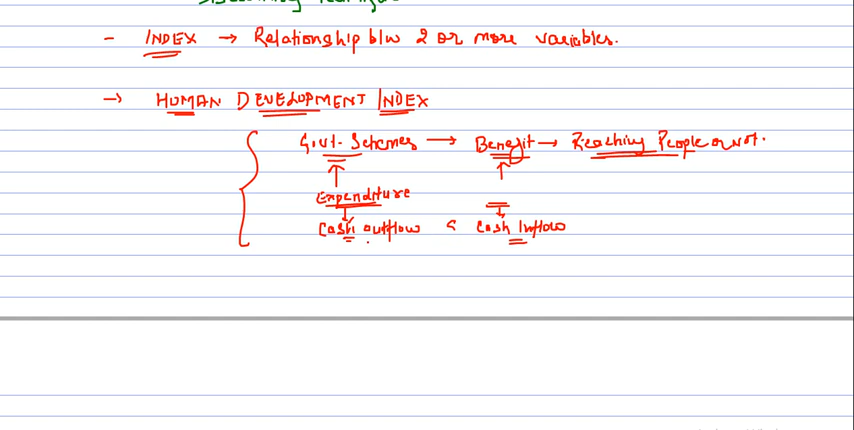 - INDEX → Relationship b/w 2 or more variables.
→ HUMAN DEVELOPMENT INDEX
Govt. Schemes → Benefit → Reaching People or Not.
Expenditure
Cash outflow < Cash Inflow